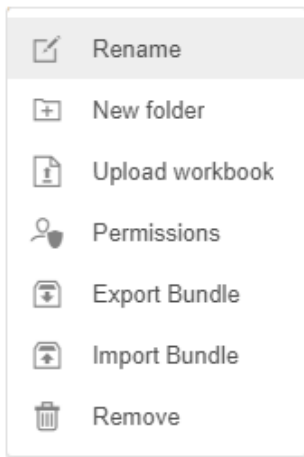 Rename
New folder
Upload workbook
Permissions
Export Bundle
Import Bundle
Remove